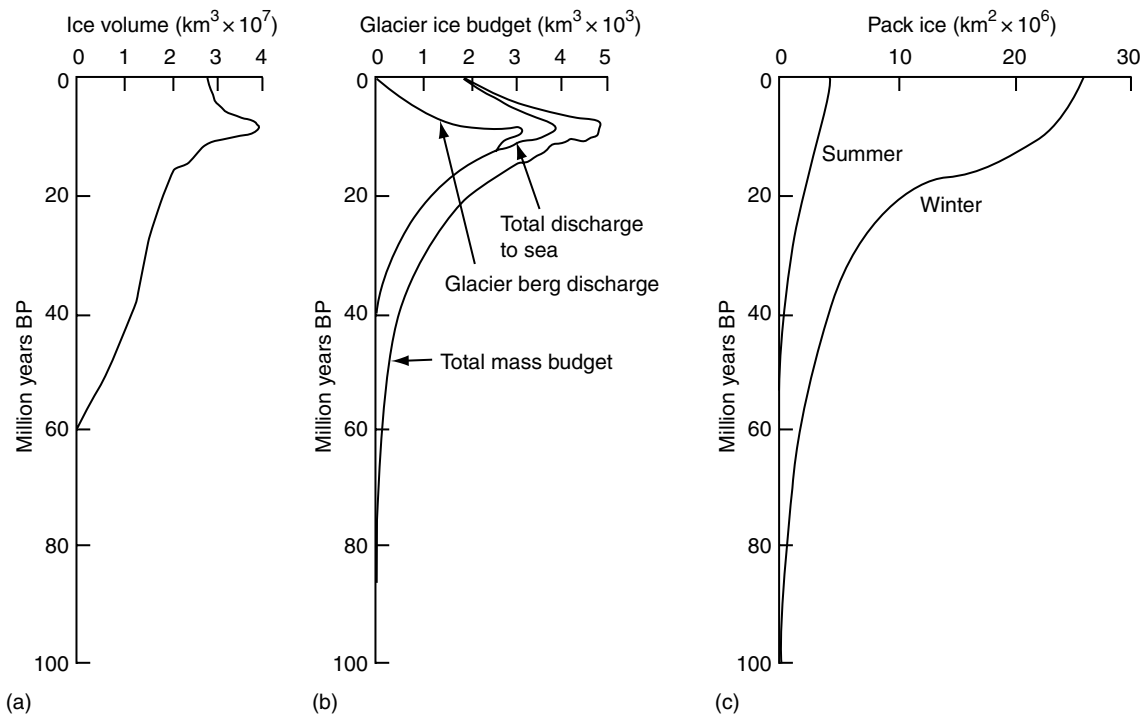 Ice volume (km³ × 10⁷)
0 1 2 3 4
0
20
40
60
80
100
Million years BP
(a)
Glacier ice budget (km³ × 10³)
0 1 2 3 4 5
0
20
40
60
80
100
Million years BP
Total discharge
to sea
Glacier berg discharge
Total mass budget
(b)
Pack ice (km² × 10⁶)
0 10 20 30
0
20
40
60
80
100
Million years BP
Summer
Winter
(c)